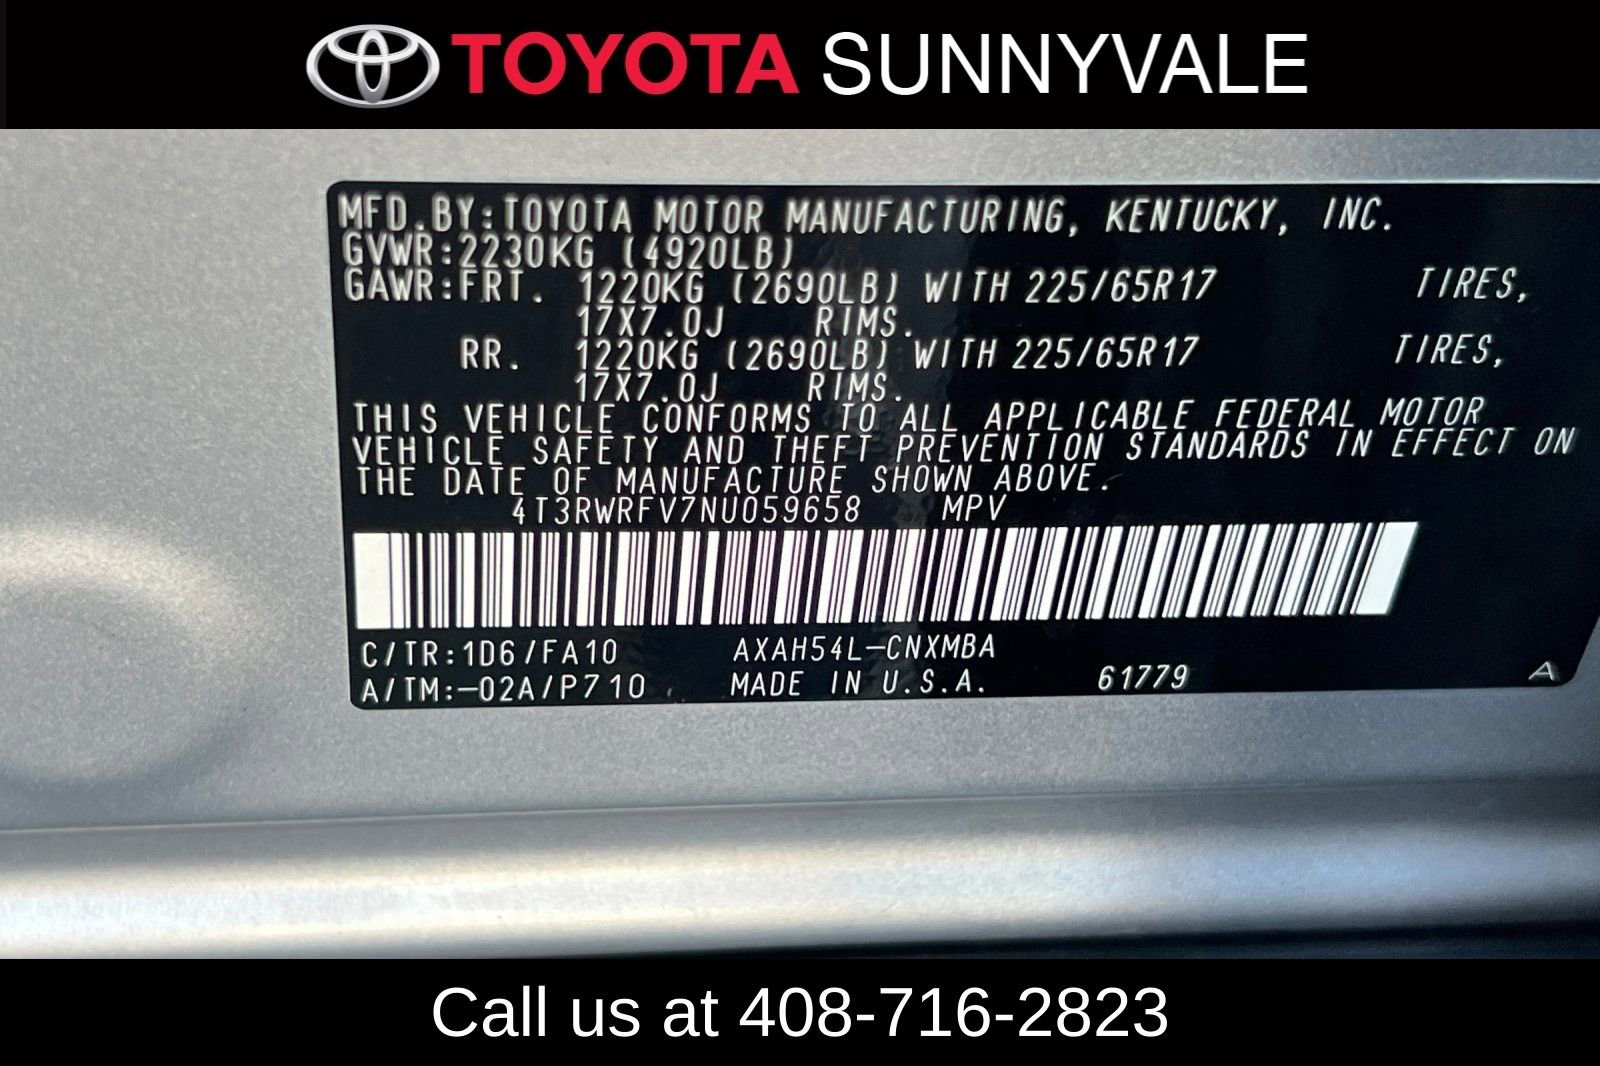 TOYOTA SUNNYVALE
MFD.BY:TOYOTA MOTOR MANUFACTURING, KENTUCKY, INC.
GVWR:2230KG (4920LB)
GAWR:FRT. 1220KG (2690LB) WITH 225/65R17 TIRES,
17X7.0J RIMS.
RR. 1220KG (2690LB) WITH 225/65R17 TIRES,
17X7.0J RIMS.
THIS VEHICLE CONFORMS TO ALL APPLICABLE FEDERAL MOTOR
VEHICLE SAFETY AND THEFT PREVENTION STANDARDS IN EFFECT ON
THE DATE OF MANUFACTURE SHOWN ABOVE.
4T3RWRFV7NU059658 MPV
C/TR:1D6/FA10 AXAH54L-CNXMBA
A/TM:-02A/P710 MADE IN U.S.A. 61779 A
Call us at 408-716-2823